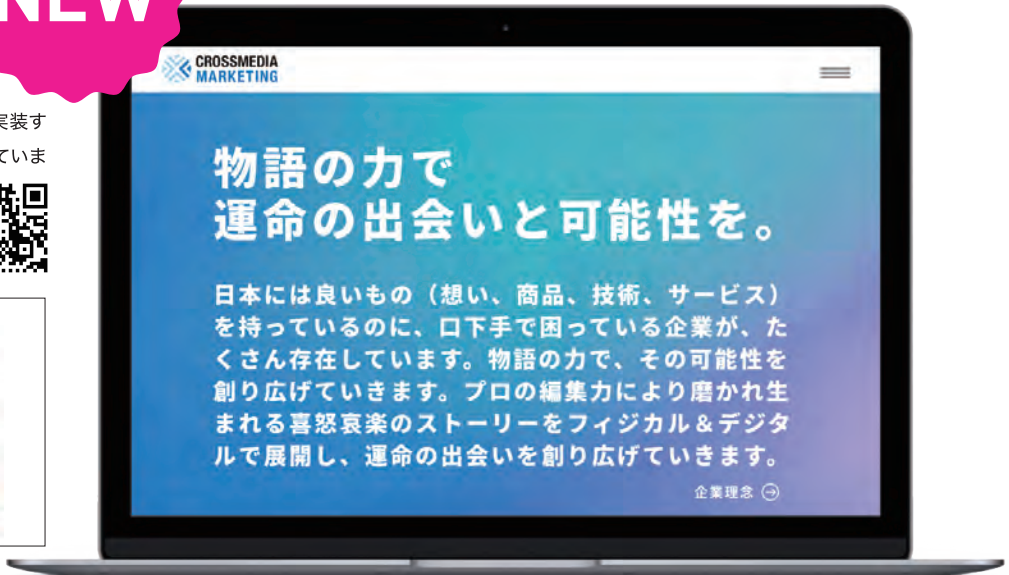 NEW
実装す
ていま
CROSSMEDIA
MARKETING
物語の力で
運命の出会いと可能性を。
日本には良いもの（想い、商品、技術、サービス）
を持っているのに、口下手で困っている企業が、た
くさん存在しています。物語の力で、その可能性を
創り広げていきます。プロの編集力により磨かれ生
まれる喜怒哀楽のストーリーをフィジカル＆デジタ
ルで展開し、運命の出会いを創り広げていきます。
企業理念